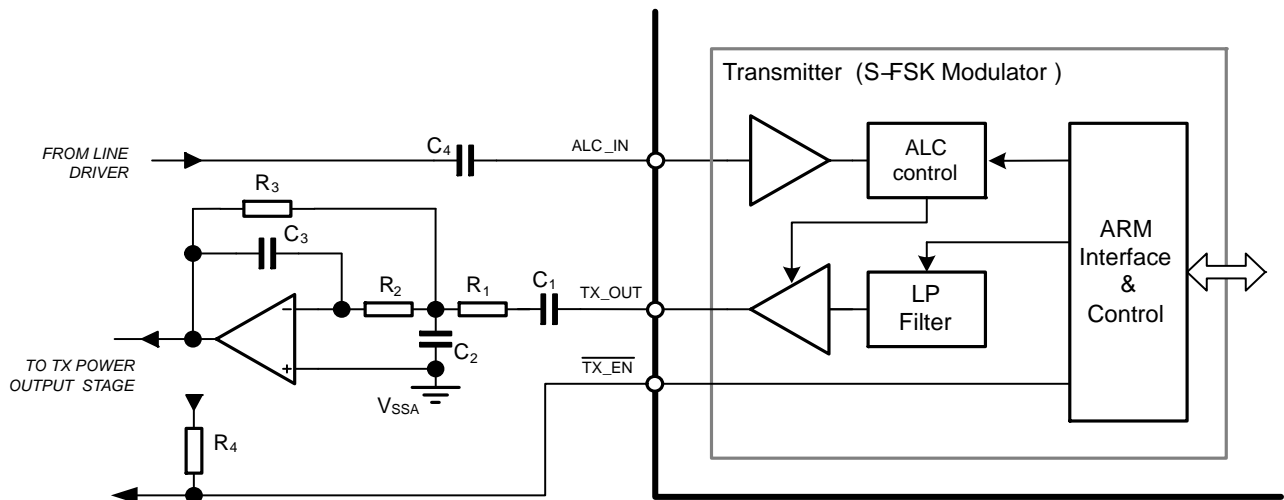 Transmitter (S–FSK Modulator )
FROM LINE
DRIVER
C4
ALC_IN
ALC
control
R3
C3
ARM
Interface
&
Control
R2
R1
C1
TX_OUT
LP
Filter
C2
TO TX POWER
OUTPUT STAGE
TX_EN
VSSA
R4
−
+